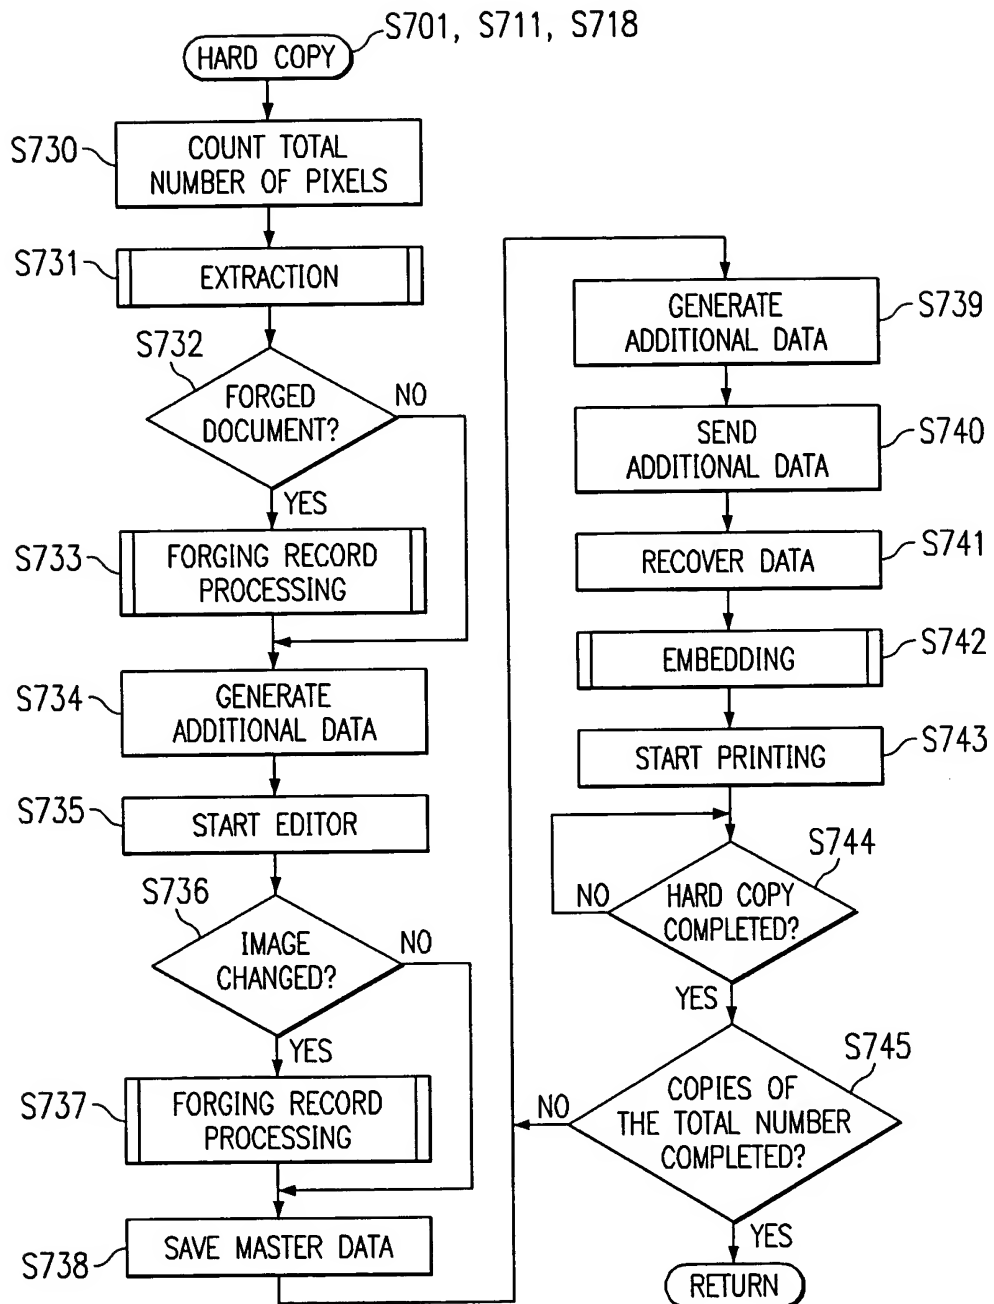 S701, S711, S718
HARD COPY
S730
COUNT TOTAL
NUMBER OF PIXELS
S731
EXTRACTION
S732
FORGED
DOCUMENT?
NO
YES
S733
FORGING RECORD
PROCESSING
S734
GENERATE
ADDITIONAL DATA
S735
START EDITOR
S736
IMAGE
CHANGED?
NO
YES
S737
FORGING RECORD
PROCESSING
S738
SAVE MASTER DATA
GENERATE
ADDITIONAL DATA
S739
SEND
ADDITIONAL DATA
S740
RECOVER DATA
S741
EMBEDDING
S742
START PRINTING
S743
S744
HARD COPY
COMPLETED?
NO
YES
S745
COPIES OF
THE TOTAL NUMBER
COMPLETED?
NO
YES
RETURN